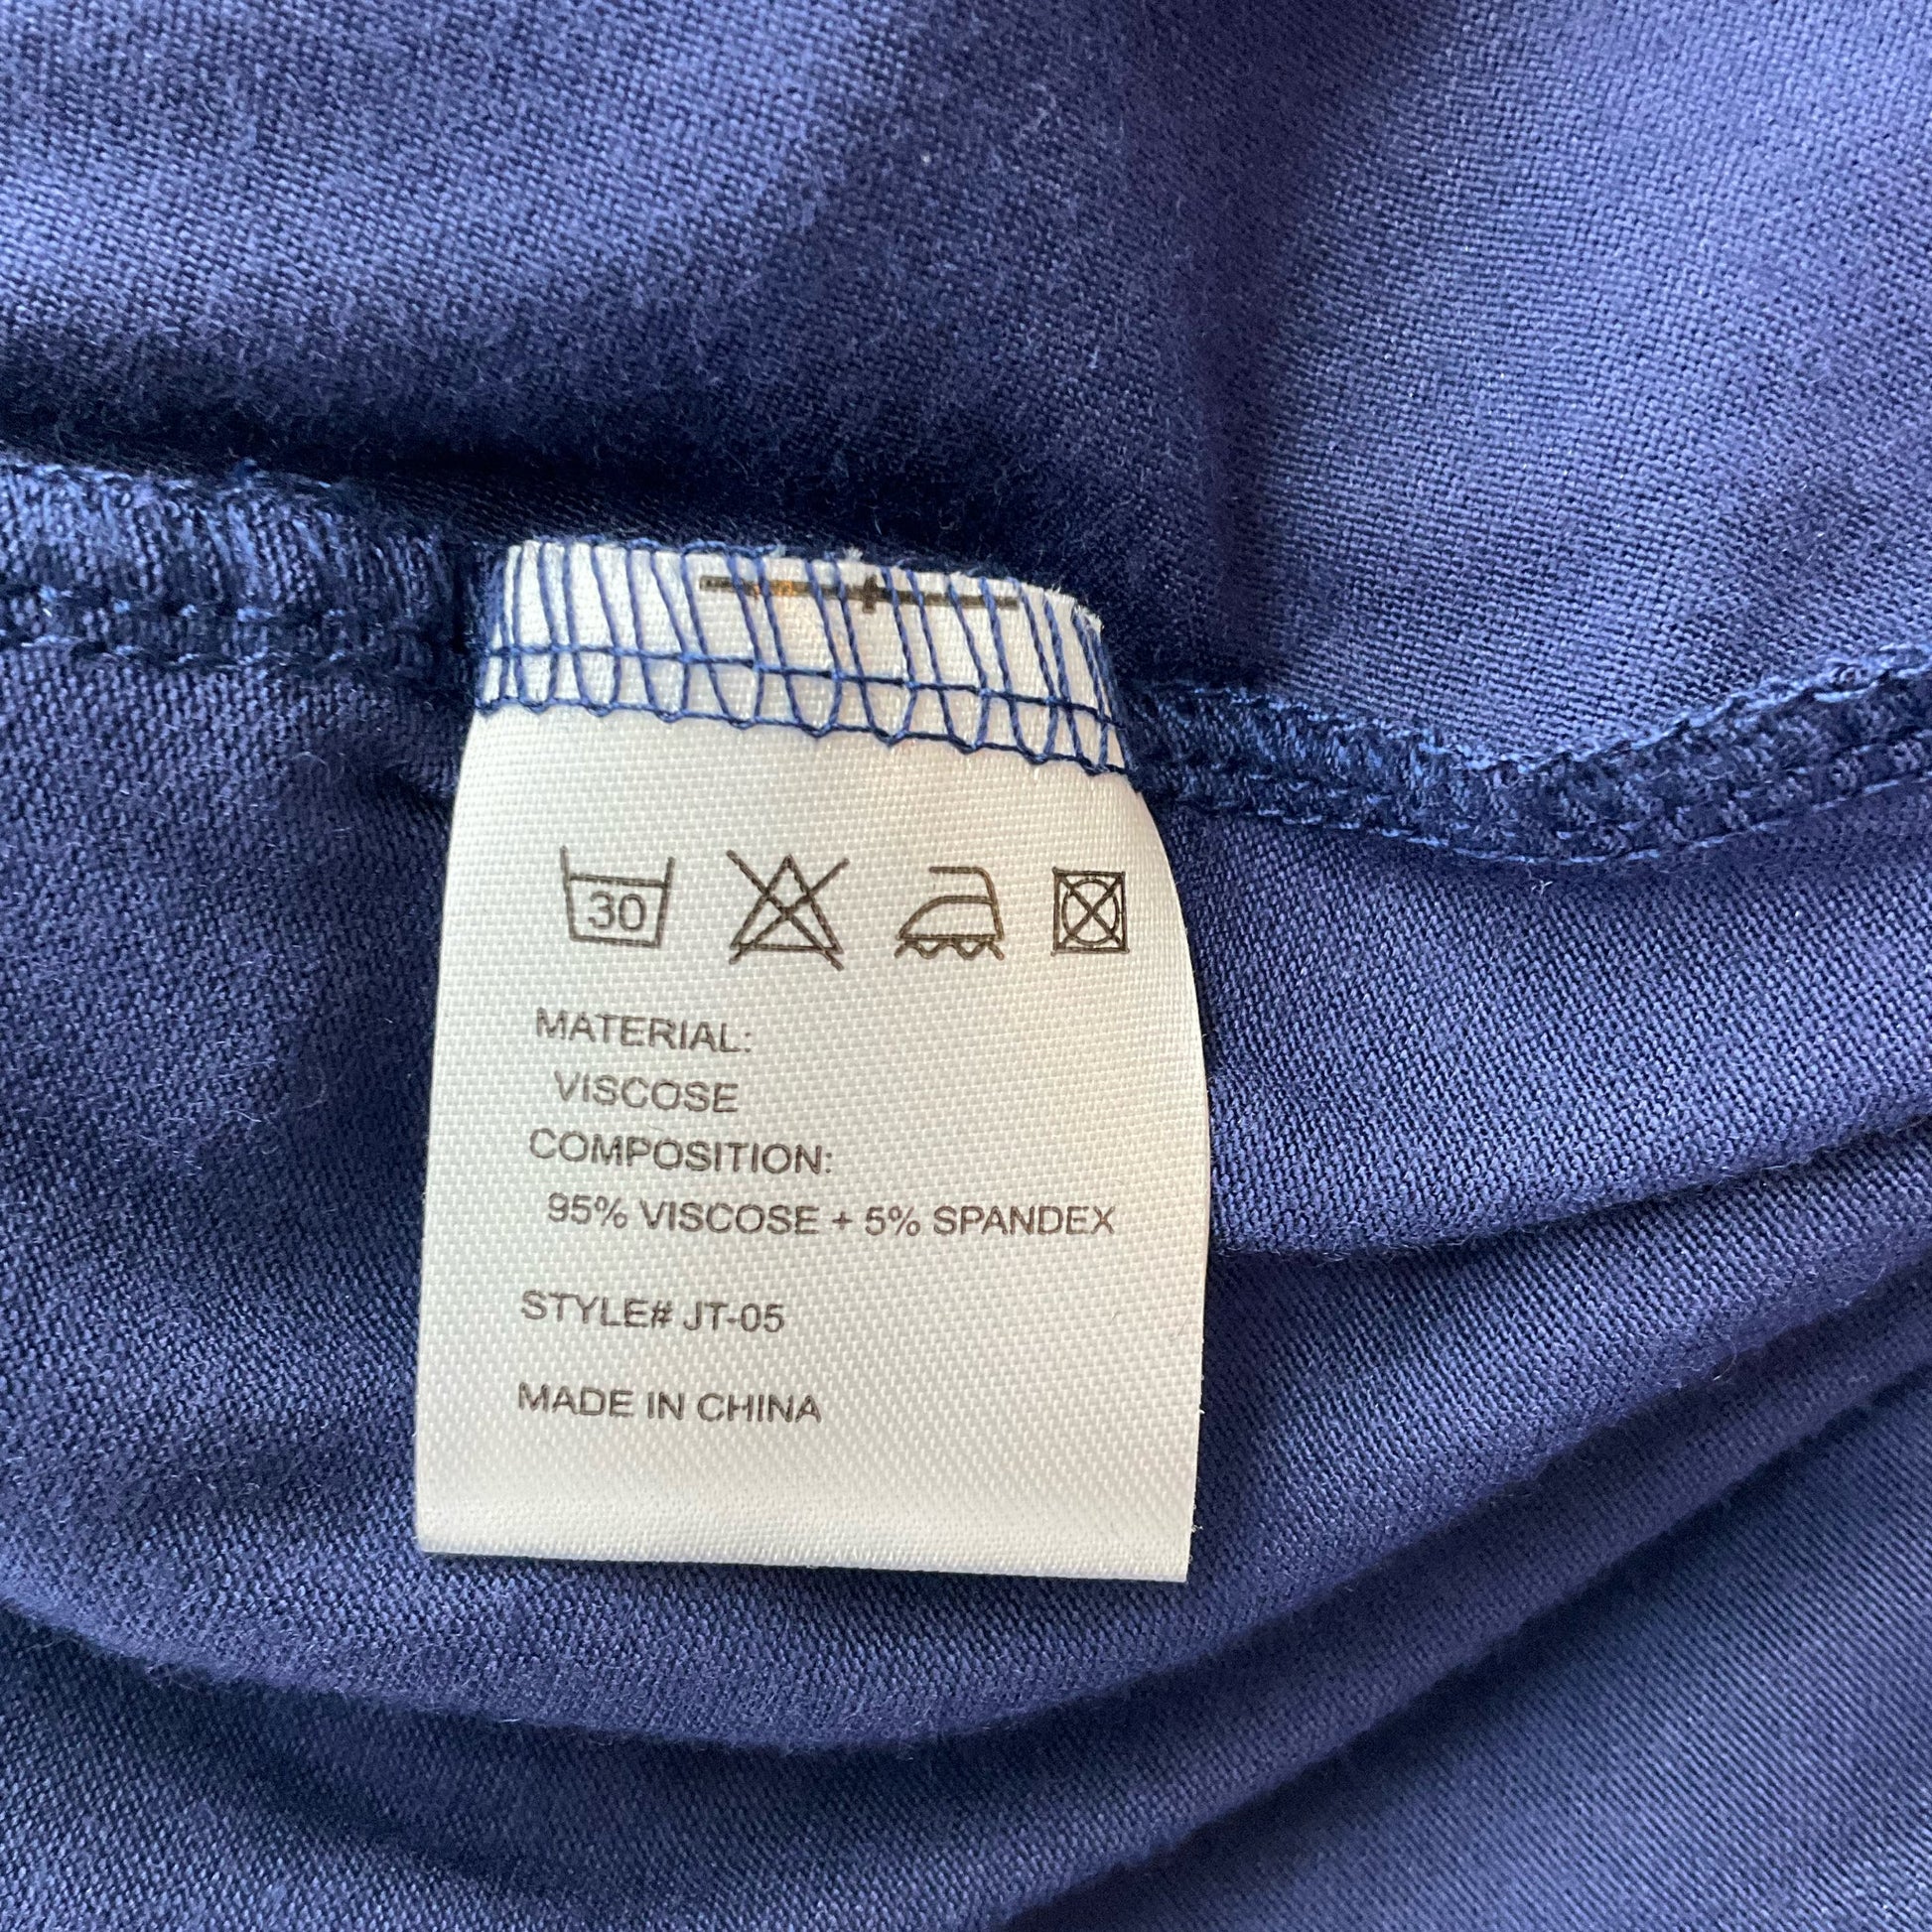 30
MATERIAL:
VISCOSE
COMPOSITION:
95% VISCOSE + 5% SPANDEX
STYLE# JT-05
MADE IN CHINA